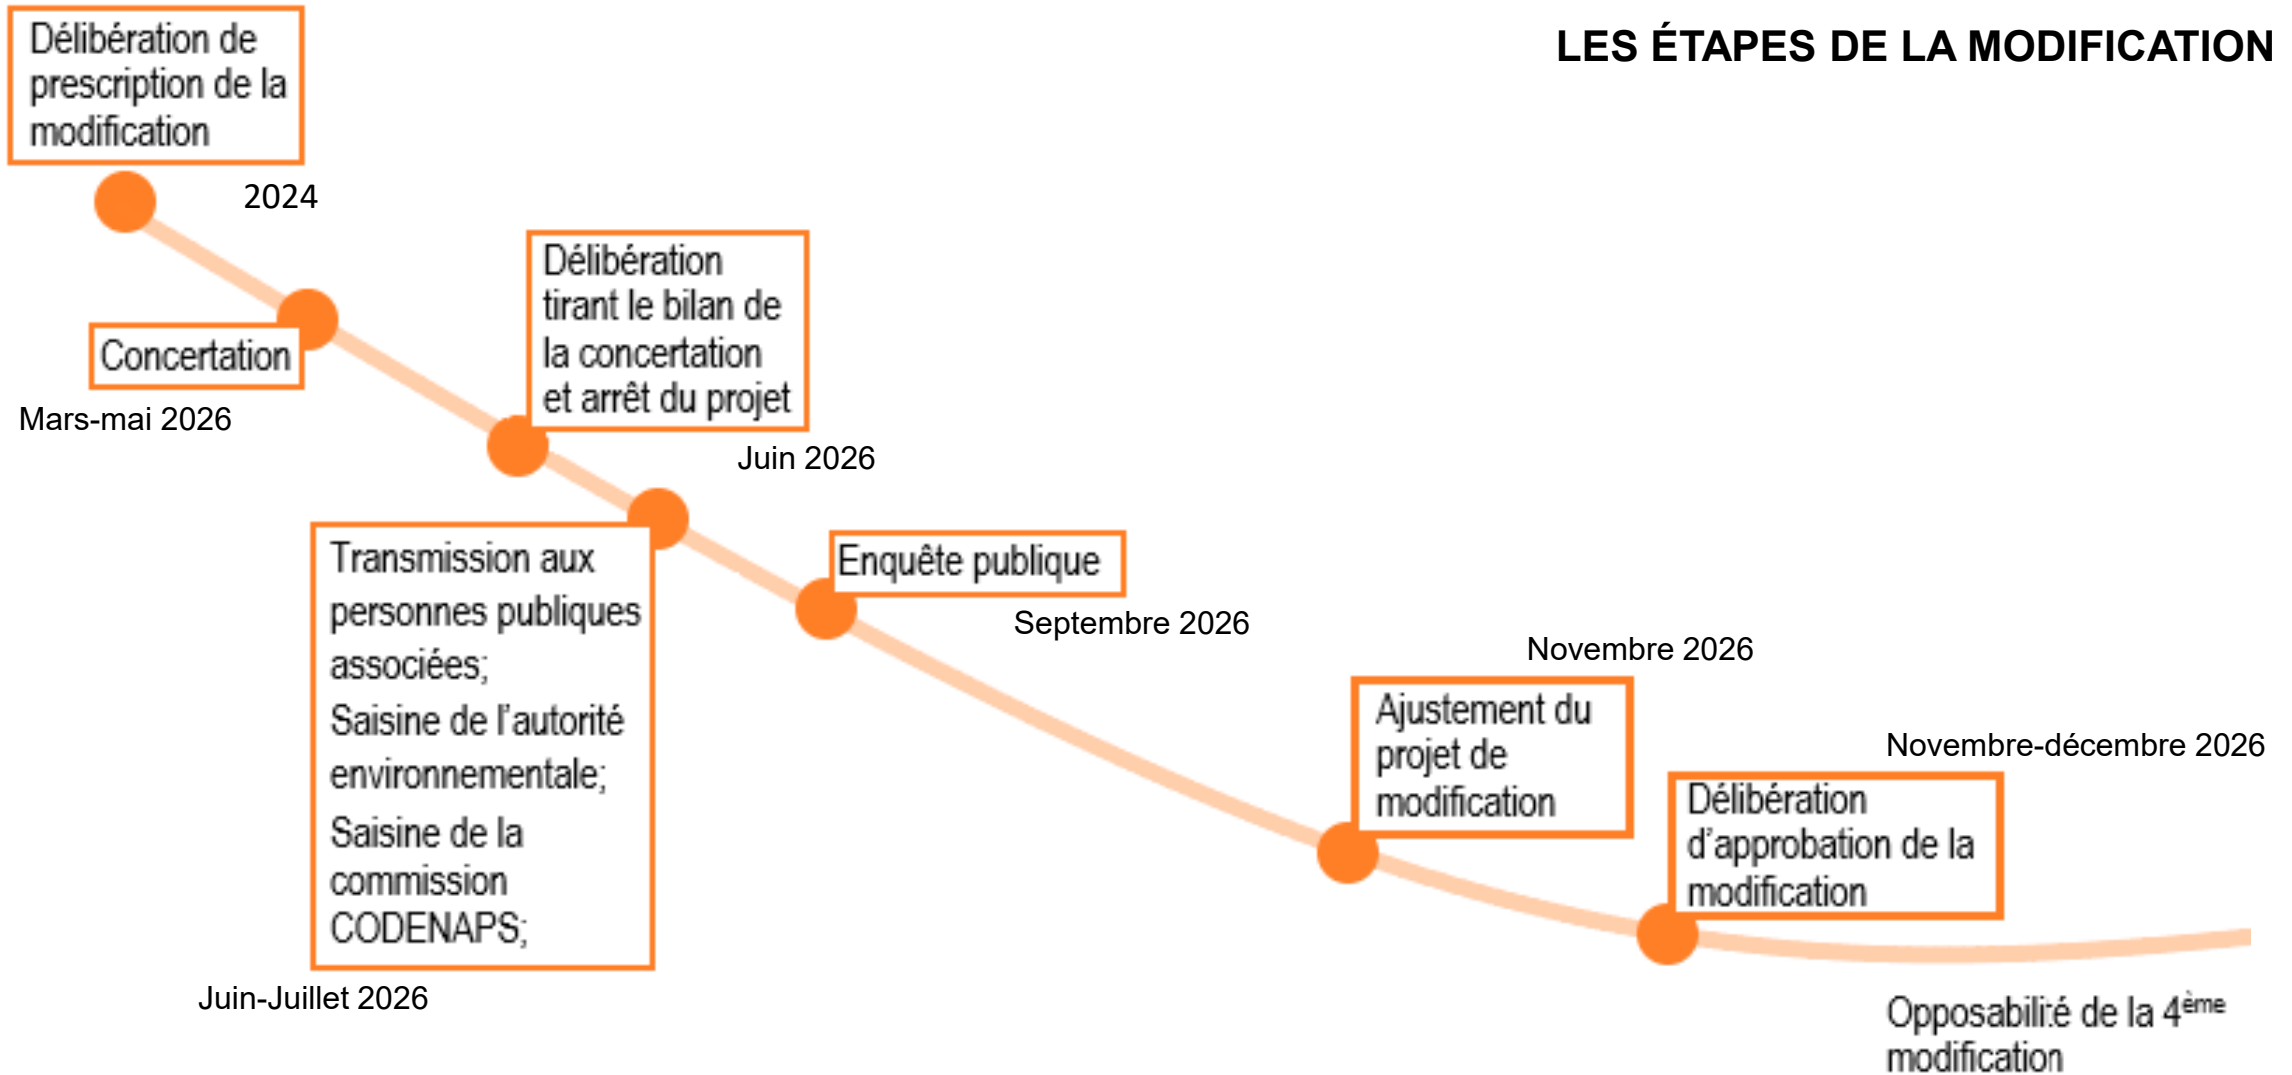 LES ÉTAPES DE LA MODIFICATION
Délibération de
prescription de la
modification
2024
Concertation
Mars-mai 2026
Délibération
tirant le bilan de
la concertation
et arrêt du projet
Juin 2026
Transmission aux
personnes publiques
associées;
Saisine de l'autorité
environnementale;
Saisine de la
commission
CODENAPS;
Juin-Juillet 2026
Enquête publique
Septembre 2026
Novembre 2026
Ajustement du
projet de
modification
Novembre-décembre 2026
Délibération
d'approbation de la
modification
Opposabilité de la 4ème
modification